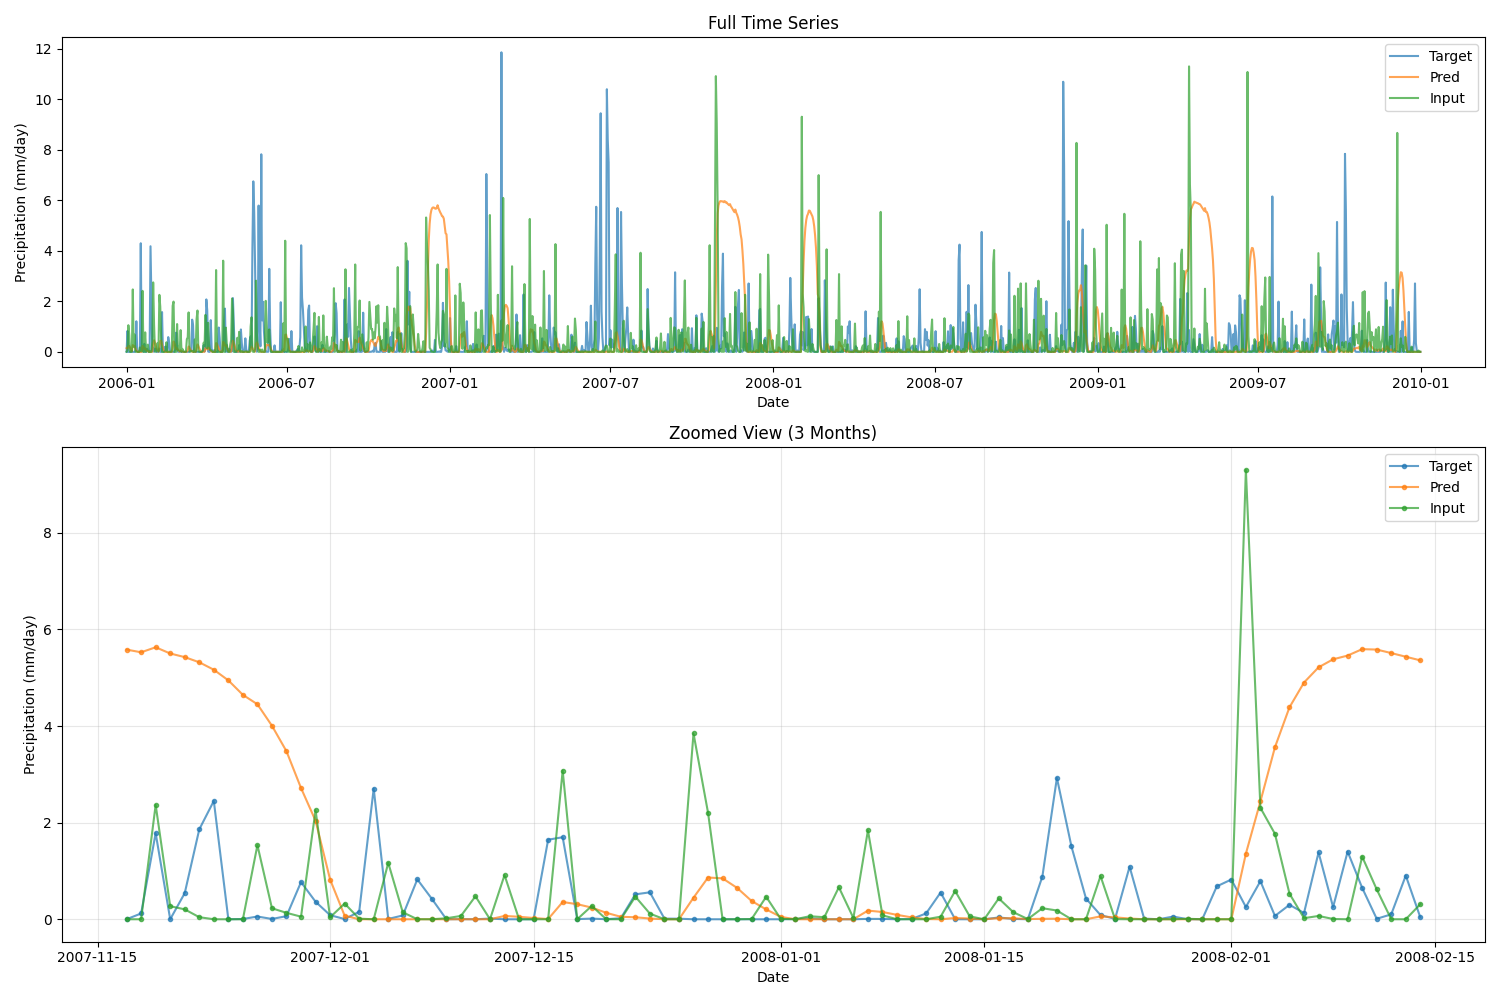 Full Time Series
Precipitation (mm/day)
12
10
8
6
4
2
0
Target
Pred
Input
2006-01
2006-07
2007-01
2007-07
2008-01
2008-07
2009-01
2009-07
2010-01
Date
Zoomed View (3 Months)
Precipitation (mm/day)
8
6
4
2
0
Target
Pred
Input
2007-11-15
2007-12-01
2007-12-15
2008-01-01
2008-01-15
2008-02-01
2008-02-15
Date